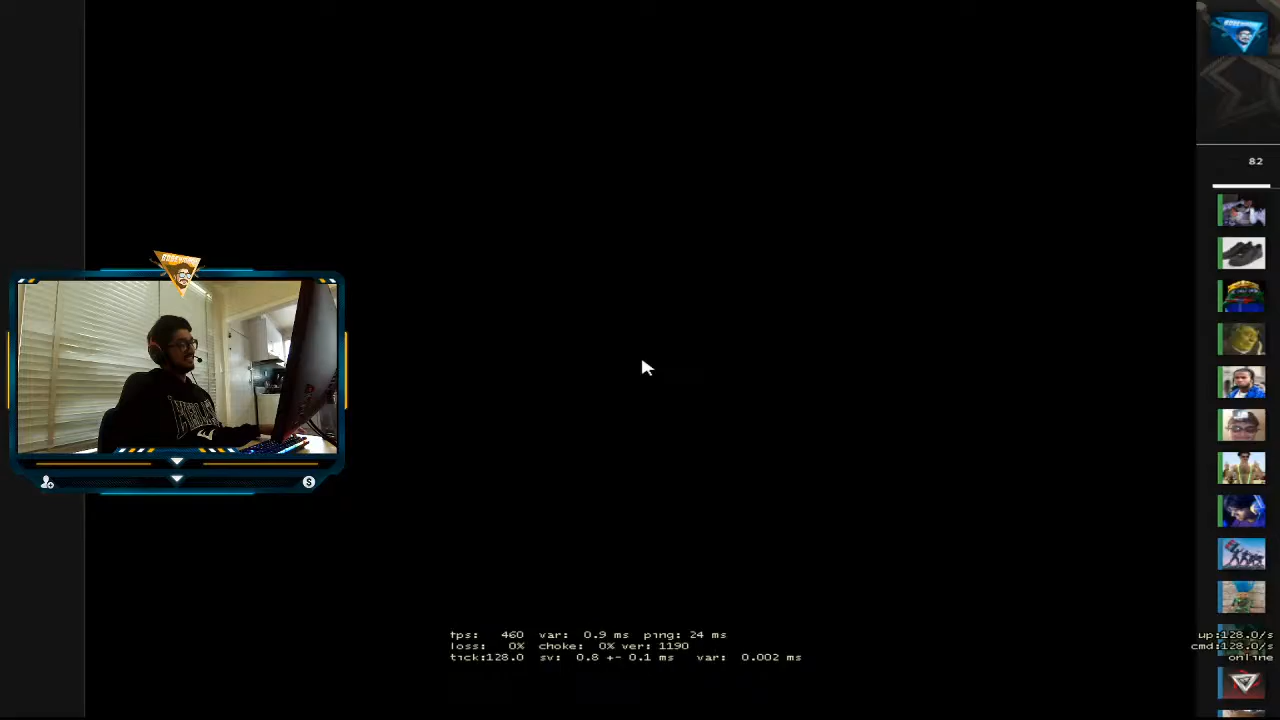 82
fps: 460 var: 0.9 ms ping: 24 ms
loss: 0% choke: 0% ver: 1190
tick:128.0 sv: 0.8 +- 0.1 ms var: 0.002 ms
up:128.0/s
cmd:128.0/s
online